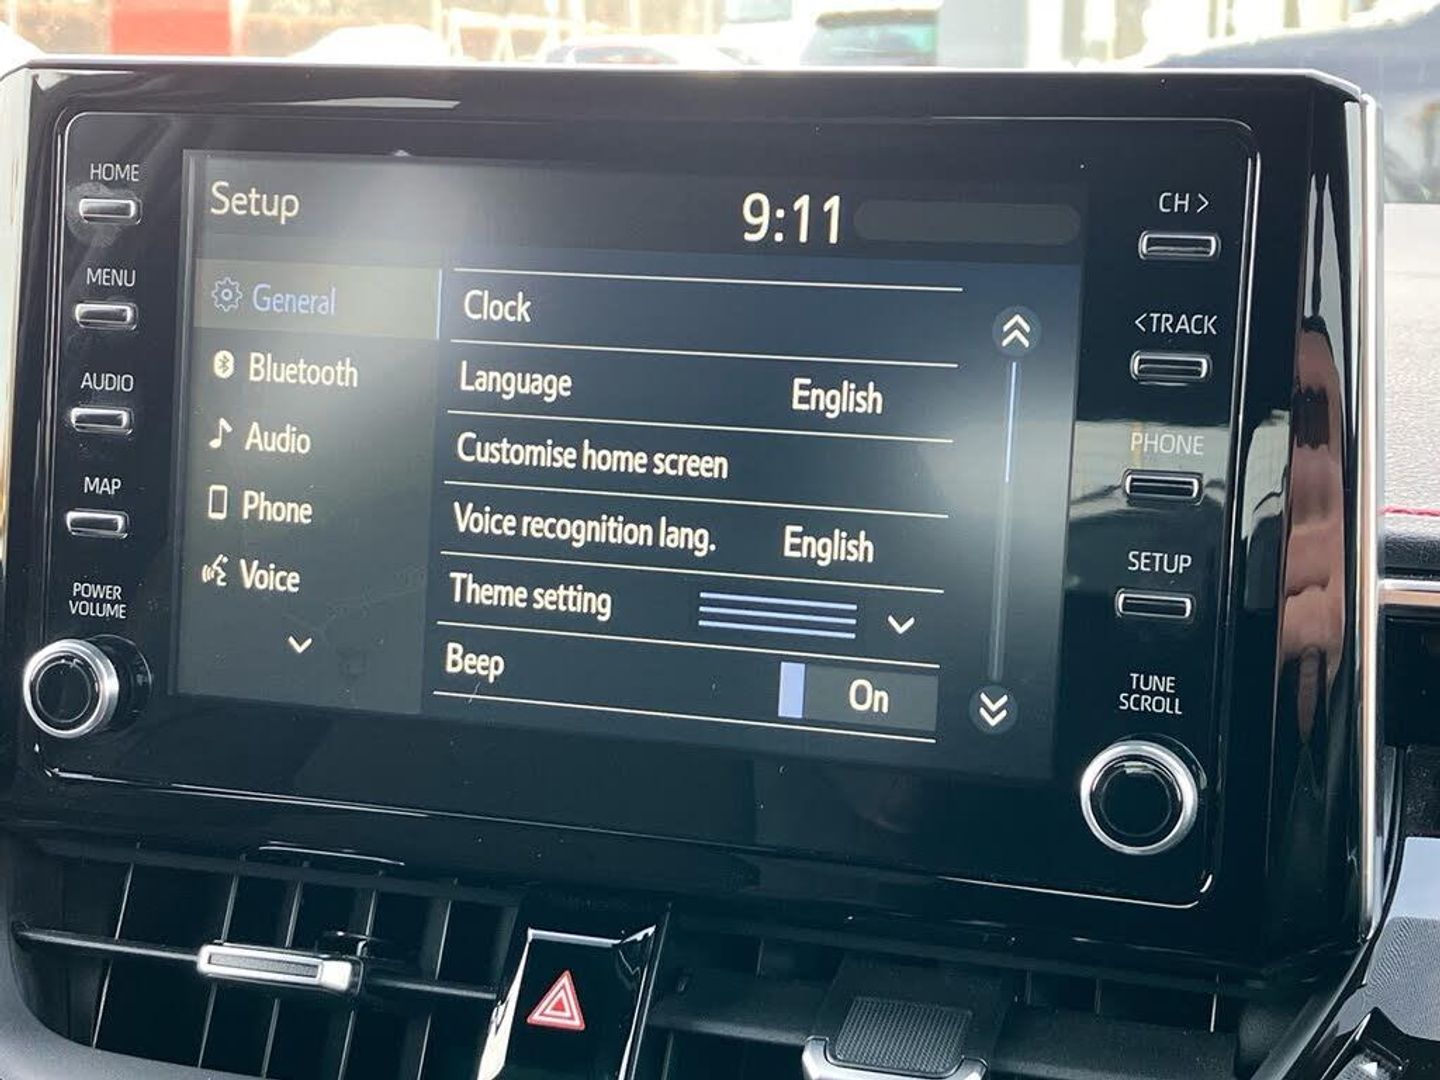 HOME
MENU
AUDIO
MAP
POWER
VOLUME
Setup
9:11
General
Bluetooth
Audio
Phone
Voice
Clock
Language English
Customise home screen
Voice recognition lang. English
Theme setting
Beep On
CH >
<TRACK
PHONE
SETUP
TUNE
SCROLL